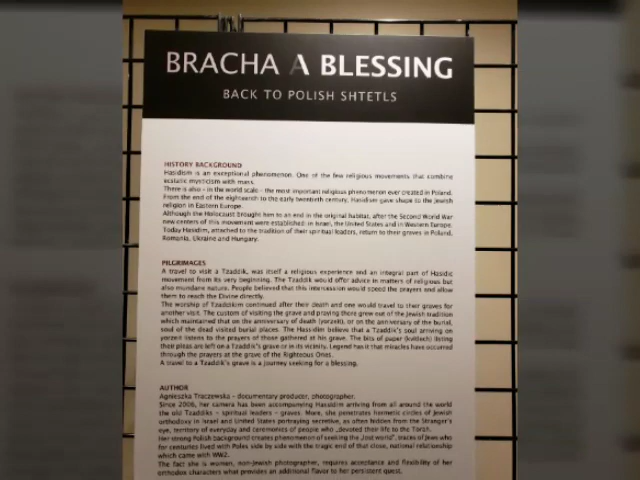 BRACHA A BLESSING
BACK TO POLISH SHTETLS
HISTORY BACKGROUND
Hasidism is an exceptional phenomenon. One of the few religious movements that combine
ecstatic mysticism with mass.
There is also - in the world scale - the most important religious phenomenon ever created in Poland.
From the end of the eighteenth to the early twentieth century, Hasidism gave shape to the Jewish
religion in Eastern Europe.
Although the Holocaust brought him to an end in the original habitat, after the Second World War
new centers of this movement were established: in Israel, the United States and in Western Europe.
Today Hasidim, attached to the tradition of their spiritual leaders, return to their graves in Poland,
Romania, Ukraine and Hungary.
PILGRIMAGES
A travel to visit a Tzaddik, was itself a religious experience and an integral part of Hasidic
movement from its very beginning. The Tzaddik would offer advice in matters of religious but
also mundane nature. People believed that this intercession would speed the prayers and allow
them to reach the Divine directly.
The worship of Tzaddikim continued after their death and one would travel to their graves for
another visit. The custom of visiting the grave and praying there grew out of the Jewish tradition
which maintained that on the anniversary of death (yorzeit), or on the anniversary of the burial,
soul of the dead visited burial places. The Hassidim believe that a Tzaddik's soul arriving on
yorzeit listens to the prayers of those gathered at his grave. The bits of paper (kvitlech) listing
their pleas are left on a Tzaddik's grave or in its vicinity. Legend has it that miracles have occurred
through the prayers at the grave of the Righteous Ones.
A travel to a Tzaddik's grave is a journey seeking for a blessing.
AUTHOR
Agnieszka Traczewska - documentary producer, photographer.
Since 2006, her camera has been accompanying Hassidim arriving from all around the world
the old Tzaddiks - spiritual leaders - graves. More, she penetrates hermetic circles of Jewish
orthodoxy in Israel and United States portraying secretive, as often hidden from the Stranger's
eye, territory of everyday and ceremonies of people who „devoted their life to the Torah.
Her strong Polish background creates phenomenon of seeking the „lost world", traces of Jews who
for centuries lived with Poles side by side with the tragic end of that close, national relationship
which came with WW2.
The fact she is woman, non-jewish photographer, requires acceptance and flexibility of her
orthodox characters what provides an additional flavor to her persistent quest.